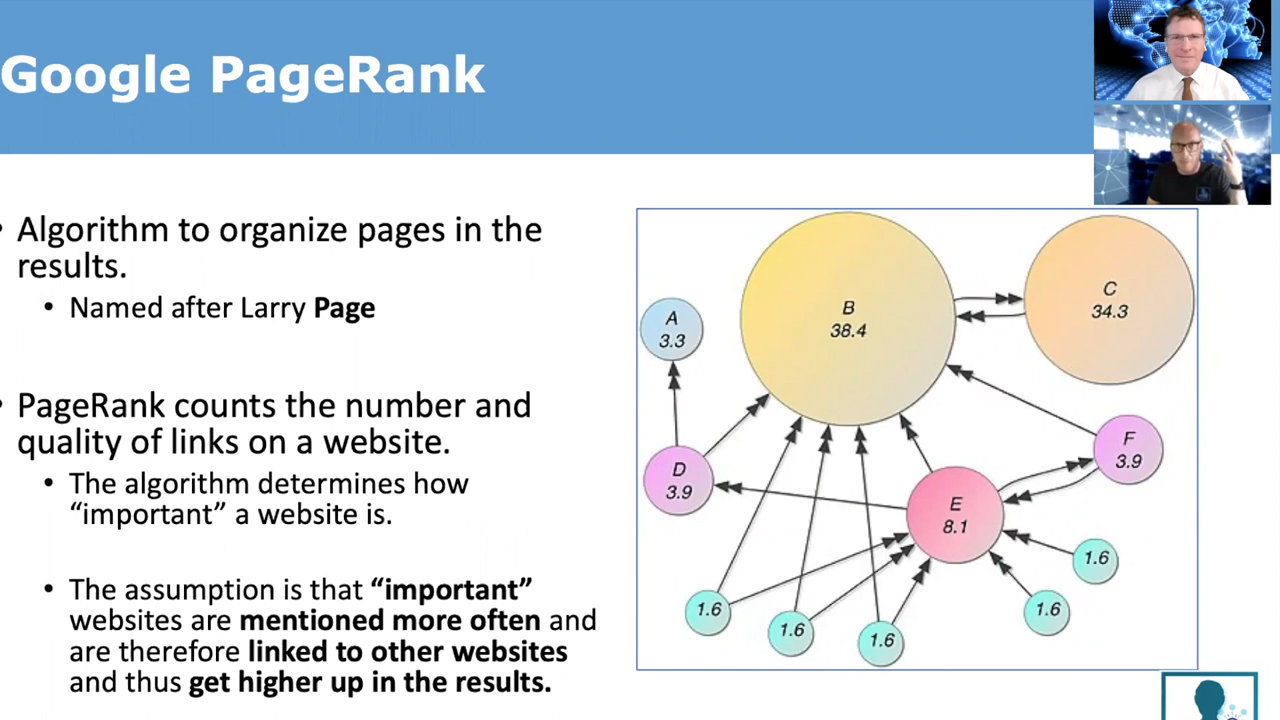 Google PageRank
• Algorithm to organize pages in the
results.
• Named after Larry Page
• PageRank counts the number and
quality of links on a website.
• The algorithm determines how
“important” a website is.
• The assumption is that “important”
websites are mentioned more often and
are therefore linked to other websites
and thus get higher up in the results.
A
3.3
B
38.4
C
34.3
D
3.9
E
8.1
F
3.9
1.6
1.6
1.6
1.6
1.6